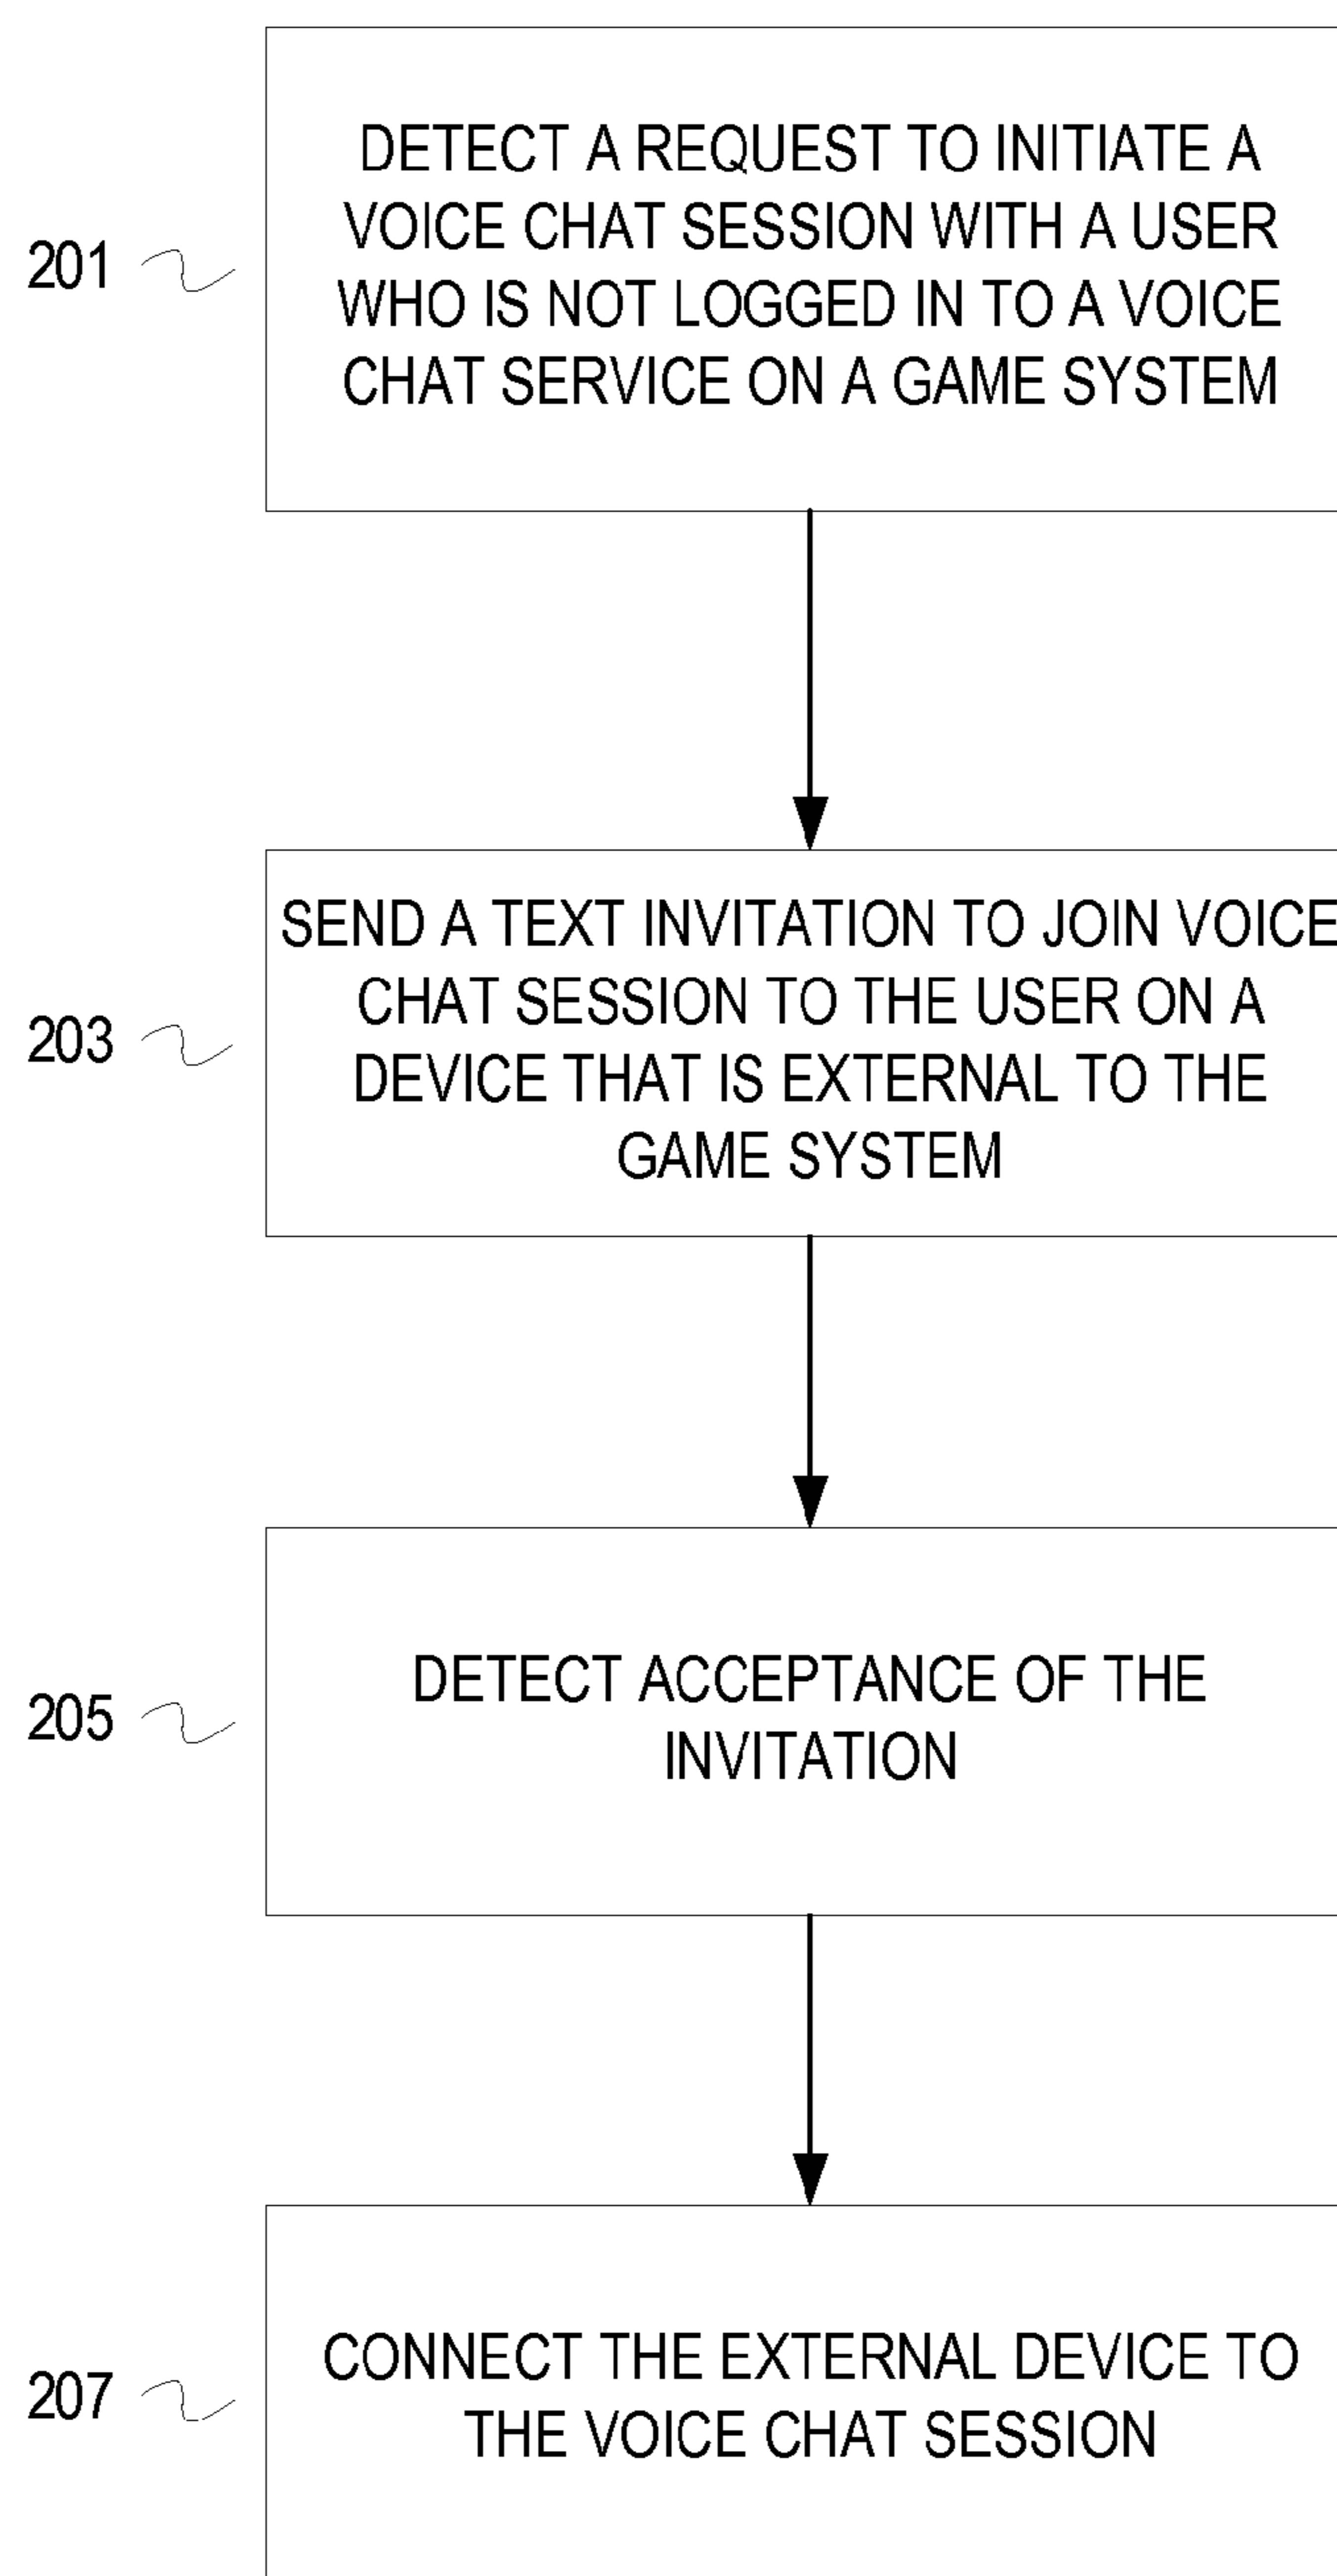 DETECT A REQUEST TO INITIATE A
VOICE CHAT SESSION WITH A USER
WHO IS NOT LOGGED IN TO A VOICE
CHAT SERVICE ON A GAME SYSTEM
201
SEND A TEXT INVITATION TO JOIN VOICE
CHAT SESSION TO THE USER ON A
DEVICE THAT IS EXTERNAL TO THE
GAME SYSTEM
203
DETECT ACCEPTANCE OF THE
INVITATION
205
CONNECT THE EXTERNAL DEVICE TO
THE VOICE CHAT SESSION
207